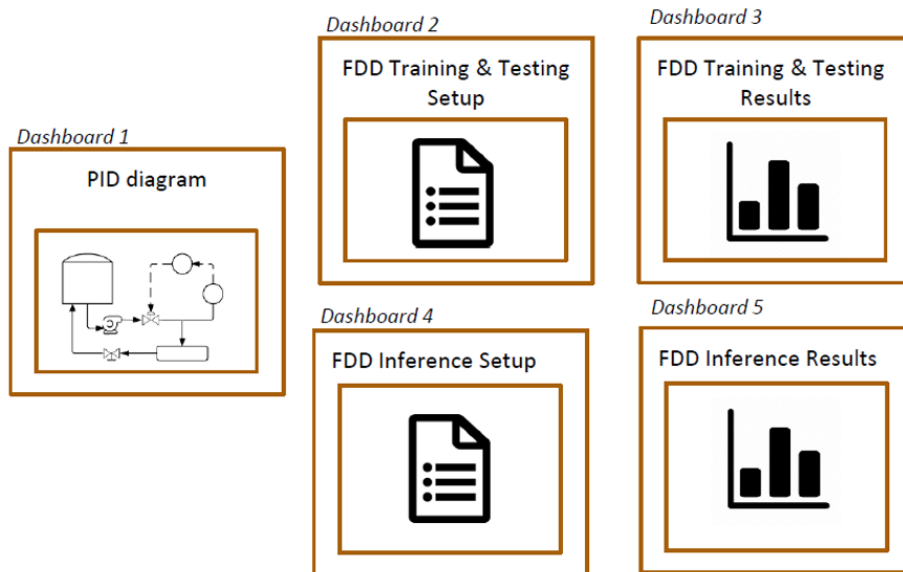 Dashboard 1
PID diagram
Dashboard 2
FDD Training & Testing
Setup
Dashboard 3
FDD Training & Testing
Results
Dashboard 4
FDD Inference Setup
Dashboard 5
FDD Inference Results